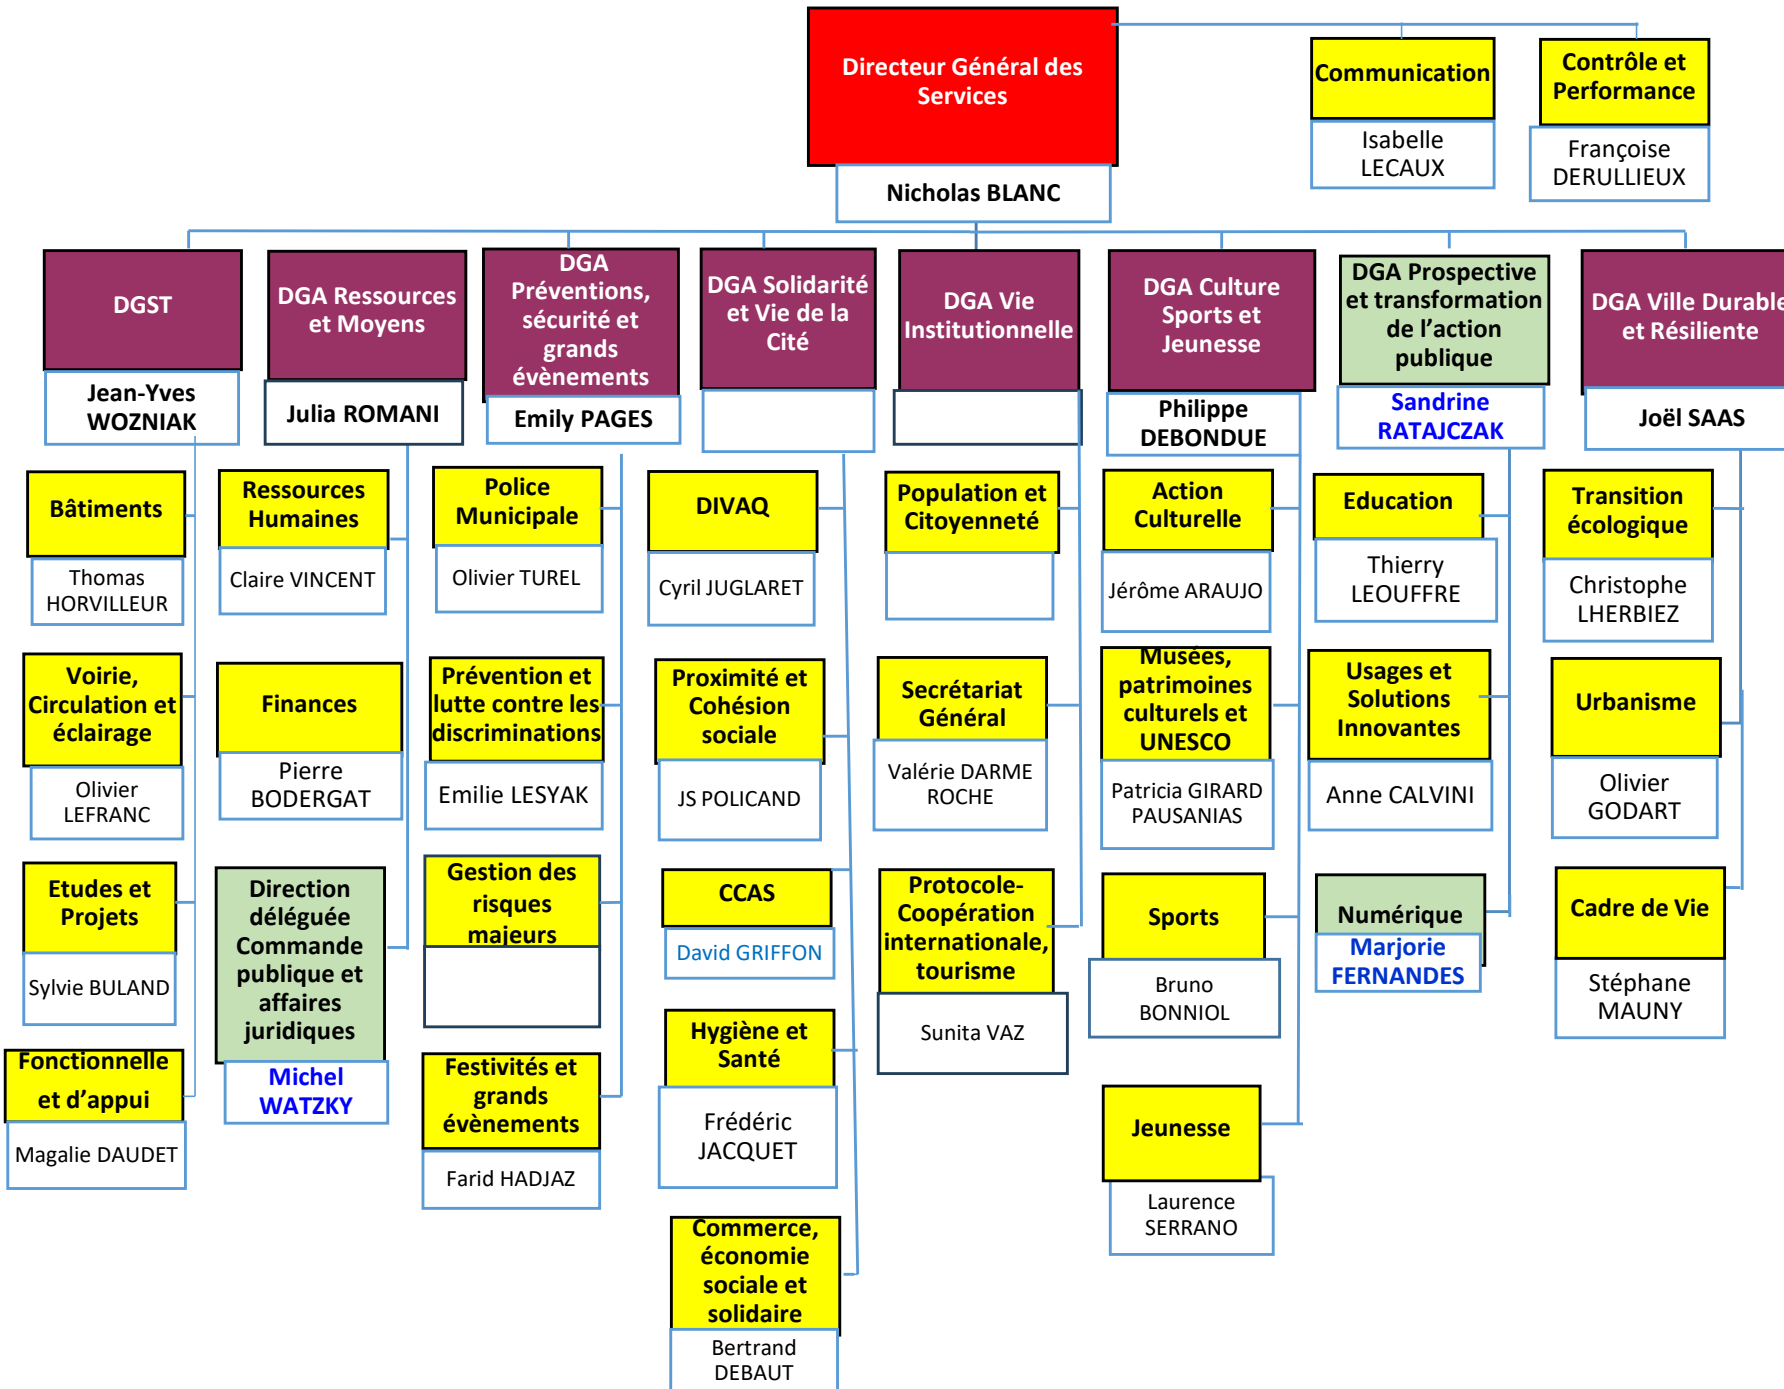 Directeur Général des
Services
Nicholas BLANC
Communication
Isabelle
LECAUX
Contrôle et
Performance
Françoise
DERULLIEUX
DGST
Jean-Yves
WOZNIAK
Bâtiments
Thomas
HORVILLEUR
Voirie,
Circulation et
éclairage
Olivier
LEFRANC
Etudes et
Projets
Sylvie BULAND
Fonctionnelle
et d’appui
Magalie DAUDET
DGA Ressources
et Moyens
Julia ROMANI
Ressources
Humaines
Claire VINCENT
Finances
Pierre
BODERGAT
Direction
déléguée
Commande
publique et
affaires
juridiques
Michel
WATZKY
DGA
Préventions,
sécurité et
grands
évènements
Emily PAGES
Police
Municipale
Olivier TUREL
Prévention et
lutte contre les
discriminations
Emilie LESYAK
Gestion des
risques
majeurs
Festivités et
grands
évènements
Farid HADJAZ
DGA Solidarité
et Vie de la
Cité
DIVAQ
Cyril JUGLARET
Proximité et
Cohésion
sociale
JS POLICAND
CCAS
David GRIFFON
Hygiène et
Santé
Frédéric
JACQUET
Commerce,
économie
sociale et
solidaire
Bertrand
DEBAUT
DGA Vie
Institutionnelle
Population et
Citoyenneté
Secrétariat
Général
Valérie DARME
ROCHE
Protocole-
Coopération
internationale,
tourisme
Sunita VAZ
DGA Culture
Sports et
Jeunesse
Philippe
DEBONDUE
Action
Culturelle
Jérôme ARAUJO
Musées,
patrimoines
culturels et
UNESCO
Patricia GIRARD
PAUSANIAS
Sports
Bruno
BONNIOL
Jeunesse
Laurence
SERRANO
DGA Prospective
et transformation
de l’action
publique
Sandrine
RATAJCZAK
Education
Thierry
LEOUFFRE
Usages et
Solutions
Innovantes
Anne CALVINI
Numérique
Marjorie
FERNANDES
DGA Ville Durable
et Résiliente
Joël SAAS
Transition
écologique
Christophe
LHERBIEZ
Urbanisme
Olivier
GODART
Cadre de Vie
Stéphane
MAUNY